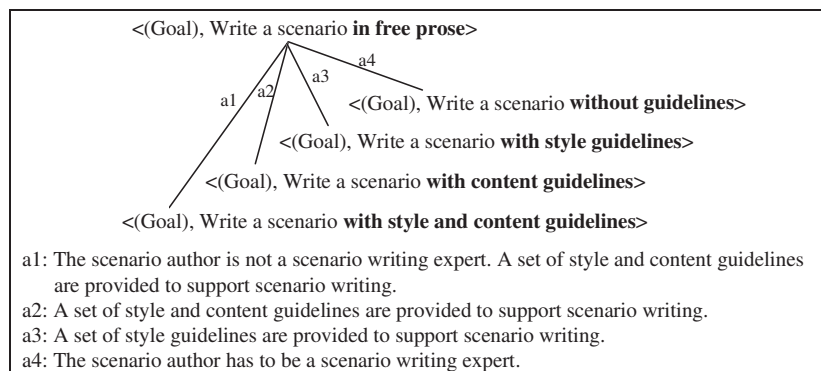 <(Goal), Write a scenario in free prose>
a4
a3
a2
a1
<(Goal), Write a scenario without guidelines>
<(Goal), Write a scenario with style guidelines>
<(Goal), Write a scenario with content guidelines>
<(Goal), Write a scenario with style and content guidelines>
a1: The scenario author is not a scenario writing expert. A set of style and content guidelines
are provided to support scenario writing.
a2: A set of style and content guidelines are provided to support scenario writing.
a3: A set of style guidelines are provided to support scenario writing.
a4: The scenario author has to be a scenario writing expert.